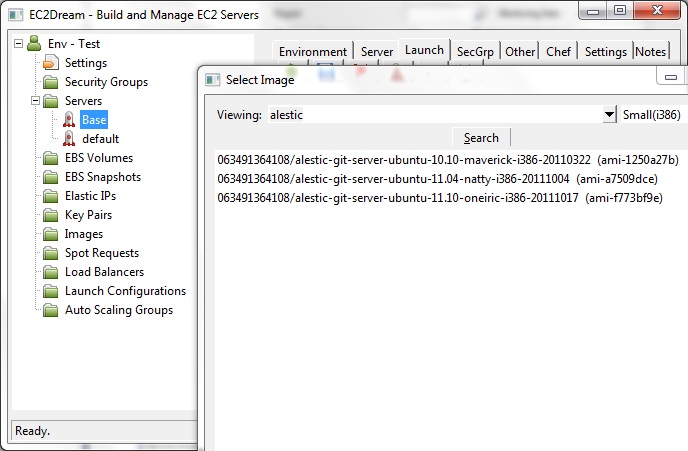 EC2Dream - Build and Manage EC2 Servers
Env - Test
Settings
Security Groups
Servers
Base
default
EBS Volumes
EBS Snapshots
Elastic IPs
Key Pairs
Images
Spot Requests
Load Balancers
Launch Configurations
Auto Scaling Groups
Ready.
Environment Server Launch SecGrp Other Chef Settings Notes
Select Image
Viewing: alestic Small(i386)
Search
063491364108/alestic-git-server-ubuntu-10.10-maverick-i386-20110322 (ami-1250a27b)
063491364108/alestic-git-server-ubuntu-11.04-natty-i386-20111004 (ami-a7509dce)
063491364108/alestic-git-server-ubuntu-11.10-oneiric-i386-20111017 (ami-f773bf9e)